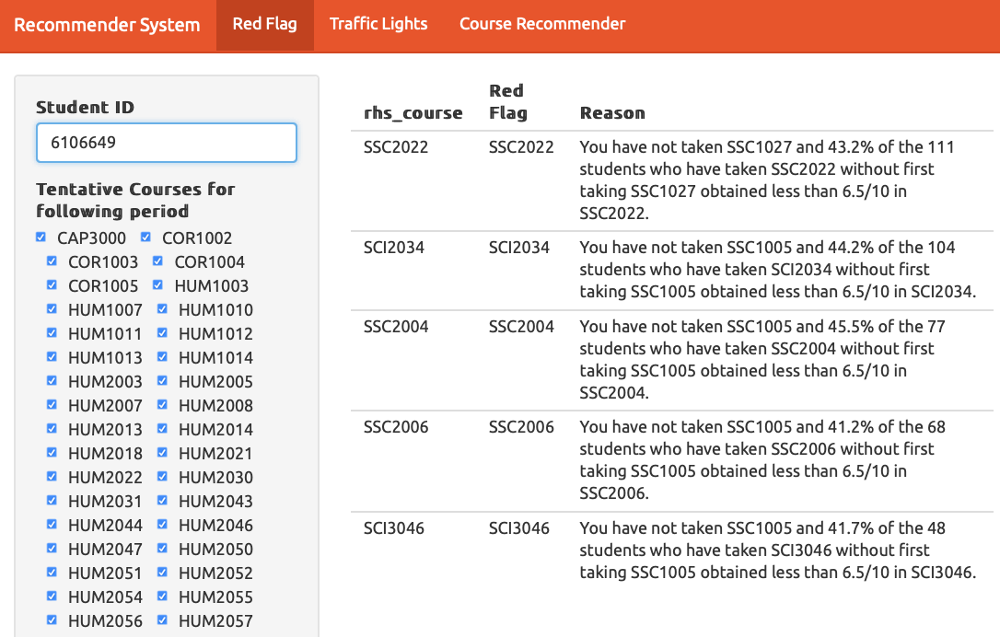 Recommender System Red Flag Traffic Lights Course Recommender
Student ID
6106649
Tentative Courses for
following period
CAP3000 COR1002
COR1003 COR1004
COR1005 HUM1003
HUM1007 HUM1010
HUM1011 HUM1012
HUM1013 HUM1014
HUM2003 HUM2005
HUM2007 HUM2008
HUM2013 HUM2014
HUM2018 HUM2021
HUM2022 HUM2030
HUM2031 HUM2043
HUM2044 HUM2046
HUM2047 HUM2050
HUM2051 HUM2052
HUM2054 HUM2055
HUM2056 HUM2057
Red
rhs_course Flag Reason
SSC2022 SSC2022 You have not taken SSC1027 and 43.2% of the 111
students who have taken SSC2022 without first
taking SSC1027 obtained less than 6.5/10 in
SSC2022.
SCI2034 SCI2034 You have not taken SSC1005 and 44.2% of the 104
students who have taken SCI2034 without first
taking SSC1005 obtained less than 6.5/10 in SCI2034.
SSC2004 SSC2004 You have not taken SSC1005 and 45.5% of the 77
students who have taken SSC2004 without first
taking SSC1005 obtained less than 6.5/10 in
SSC2004.
SSC2006 SSC2006 You have not taken SSC1005 and 41.2% of the 68
students who have taken SSC2006 without first
taking SSC1005 obtained less than 6.5/10 in
SSC2006.
SCI3046 SCI3046 You have not taken SSC1005 and 41.7% of the 48
students who have taken SCI3046 without first
taking SSC1005 obtained less than 6.5/10 in SCI3046.